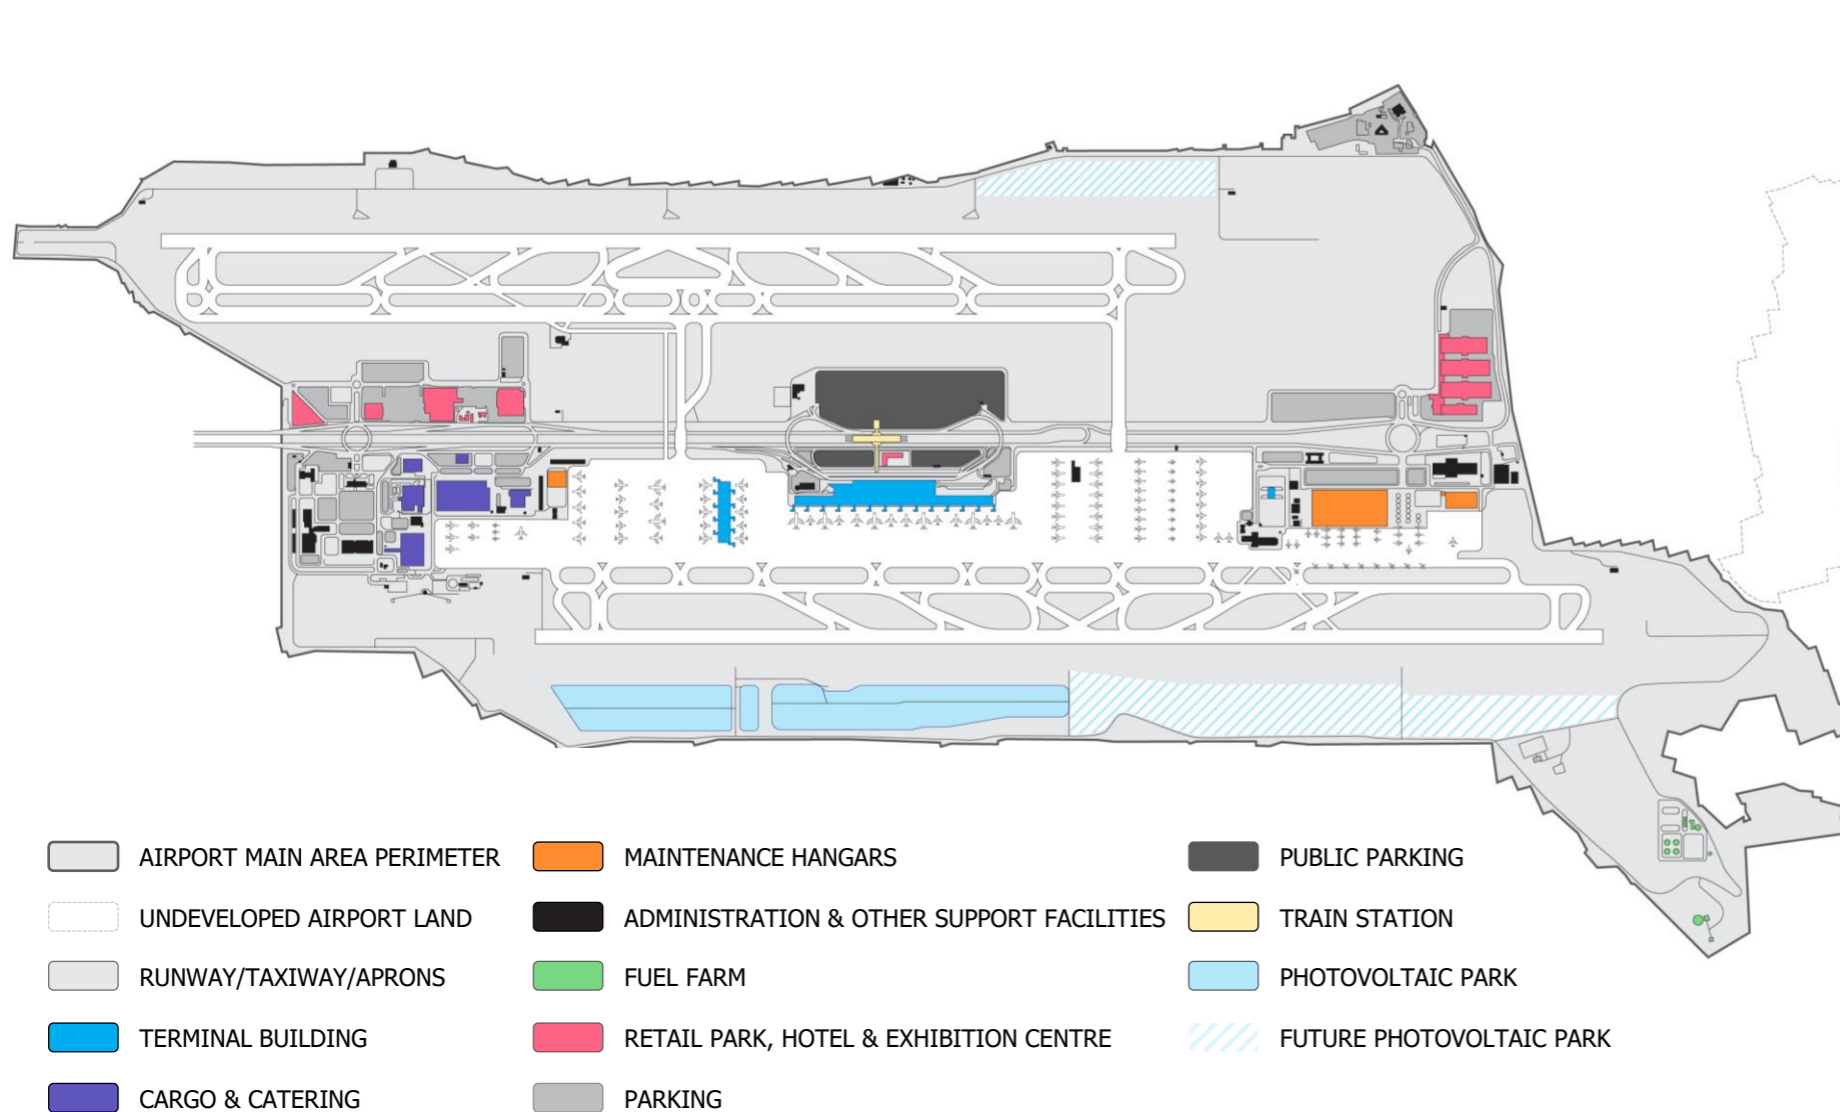 AIRPORT MAIN AREA PERIMETER
UNDEVELOPED AIRPORT LAND
RUNWAY/TAXIWAY/APRONS
TERMINAL BUILDING
CARGO & CATERING
MAINTENANCE HANGARS
ADMINISTRATION & OTHER SUPPORT FACILITIES
FUEL FARM
RETAIL PARK, HOTEL & EXHIBITION CENTRE
PARKING
PUBLIC PARKING
TRAIN STATION
PHOTOVOLTAIC PARK
FUTURE PHOTOVOLTAIC PARK